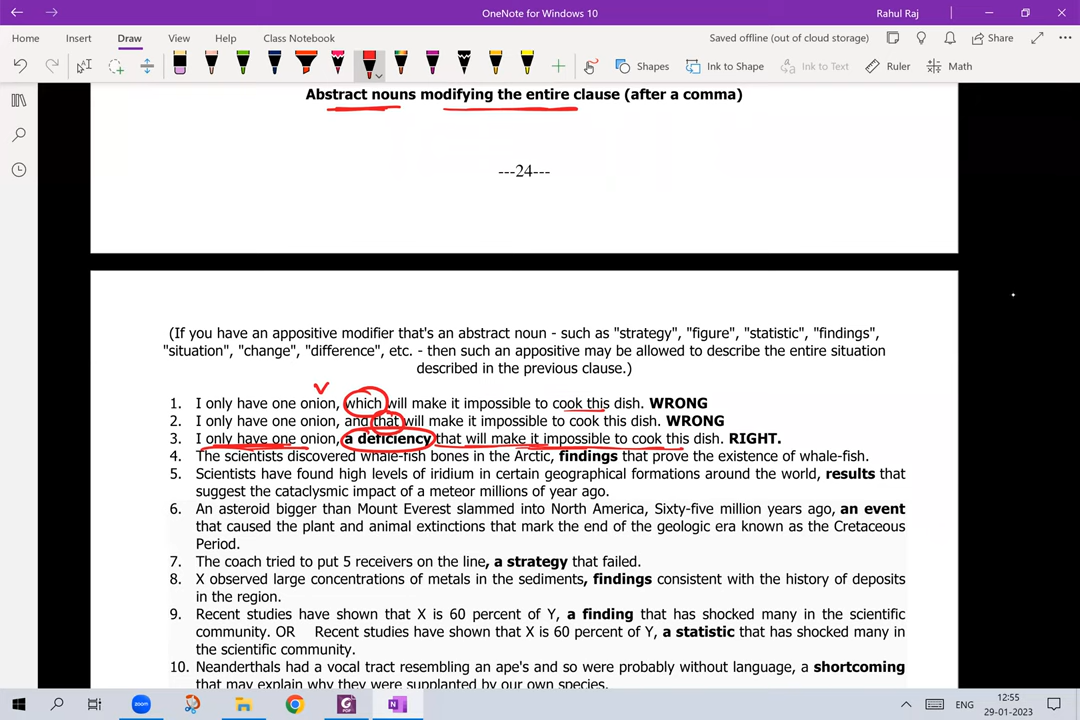 OneNote for Windows 10
Rahul Raj
Home Insert Draw View Help Class Notebook
Saved offline (out of cloud storage)
Share
Shapes Ink to Shape Ink to Text Ruler Math
Abstract nouns modifying the entire clause (after a comma)
---24---
(If you have an appositive modifier that's an abstract noun - such as "strategy", "figure", "statistic", "findings",
"situation", "change", "difference", etc. - then such an appositive may be allowed to describe the entire situation
described in the previous clause.)
1. I only have one onion, which will make it impossible to cook this dish. WRONG
2. I only have one onion, and that will make it impossible to cook this dish. WRONG
3. I only have one onion, a deficiency that will make it impossible to cook this dish. RIGHT.
4. The scientists discovered whale-fish bones in the Arctic, findings that prove the existence of whale-fish.
5. Scientists have found high levels of iridium in certain geographical formations around the world, results that
suggest the cataclysmic impact of a meteor millions of year ago.
6. An asteroid bigger than Mount Everest slammed into North America, Sixty-five million years ago, an event
that caused the plant and animal extinctions that mark the end of the geologic era known as the Cretaceous
Period.
7. The coach tried to put 5 receivers on the line, a strategy that failed.
8. X observed large concentrations of metals in the sediments, findings consistent with the history of deposits
in the region.
9. Recent studies have shown that X is 60 percent of Y, a finding that has shocked many in the scientific
community. OR Recent studies have shown that X is 60 percent of Y, a statistic that has shocked many in
the scientific community.
10. Neanderthals had a vocal tract resembling an ape's and so were probably without language, a shortcoming
that may explain why they were supplanted by our own species.
ENG
12:55
29-01-2023